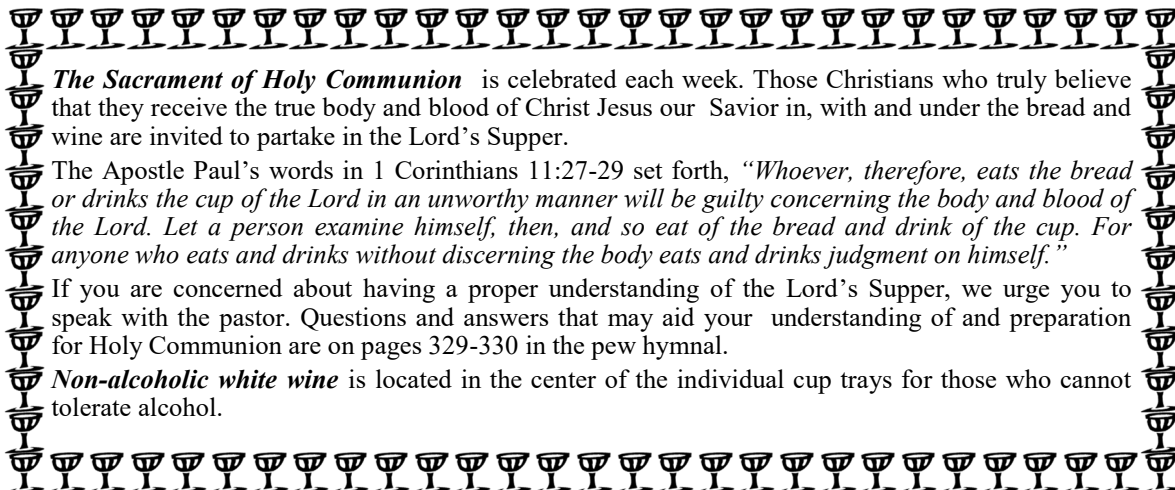 The Sacrament of Holy Communion is celebrated each week. Those Christians who truly believe
that they receive the true body and blood of Christ Jesus our Savior in, with and under the bread and
wine are invited to partake in the Lord’s Supper.
The Apostle Paul’s words in 1 Corinthians 11:27-29 set forth, “Whoever, therefore, eats the bread
or drinks the cup of the Lord in an unworthy manner will be guilty concerning the body and blood of
the Lord. Let a person examine himself, then, and so eat of the bread and drink of the cup. For
anyone who eats and drinks without discerning the body eats and drinks judgment on himself.”
If you are concerned about having a proper understanding of the Lord’s Supper, we urge you to
speak with the pastor. Questions and answers that may aid your understanding of and preparation
for Holy Communion are on pages 329-330 in the pew hymnal.
Non-alcoholic white wine is located in the center of the individual cup trays for those who cannot
tolerate alcohol.